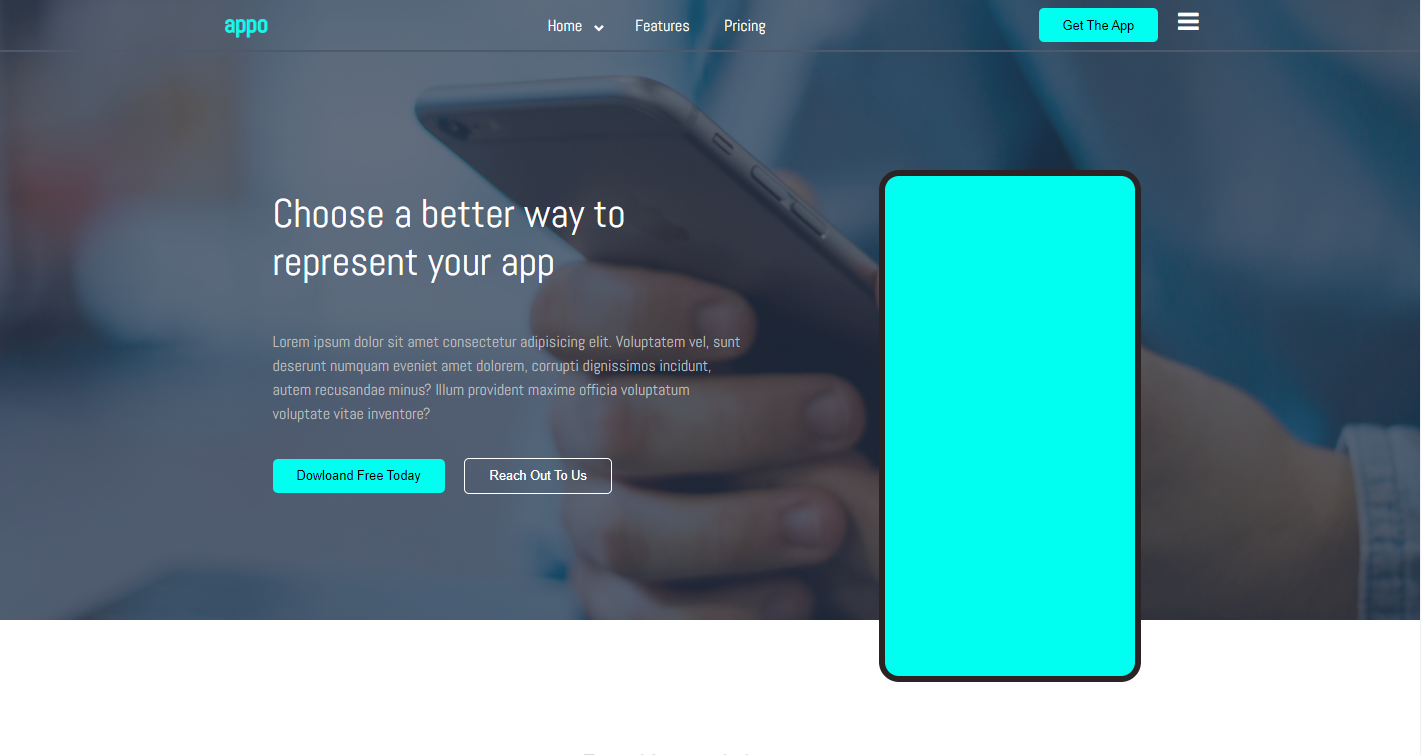 appo
Home
Features
Pricing
Get The App
Choose a better way to
represent your app
Lorem ipsum dolor sit amet consectetur adipisicing elit. Voluptatem vel, sunt
deserunt numquam eveniet amet dolorem, corrupti dignissimos incidunt,
autem recusandae minus? Illum provident maxime officia voluptatum
voluptate vitae inventore?
Dowloand Free Today
Reach Out To Us